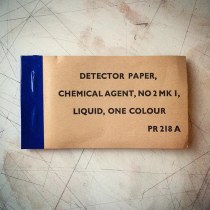 DETECTOR PAPER,
CHEMICAL AGENT, NO 2 MK I,
LIQUID, ONE COLOUR
PR 218 A